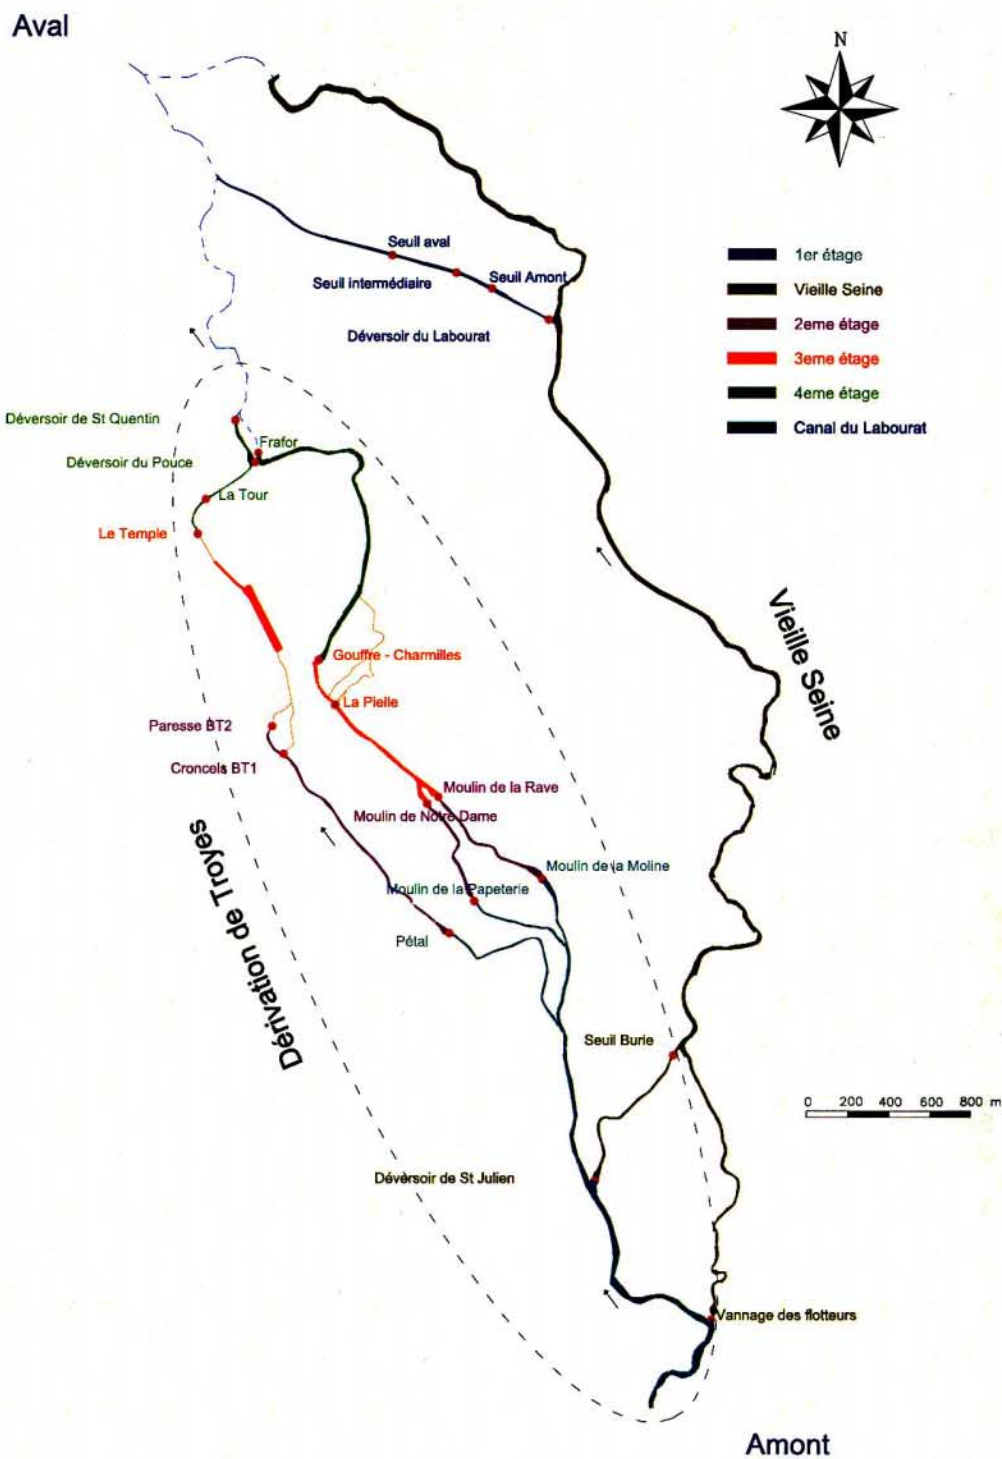 Aval
N
Seuil aval
Seuil intermédiaire
Seuil Amont
Déversoir du Labourat
1er étage
Vieille Seine
2eme étage
3eme étage
4eme étage
Canal du Labourat
Déversoir de St Quentin
Frafor
Déversoir du Pouce
La Tour
Le Temple
Vieille Seine
Gouffre - Charmilles
La Pielle
Paresse BT2
Croncels BT1
Moulin de la Rave
Moulin de Notre Dame
Dérivation de Troyes
Moulin de la Moline
Moulin de la Papeterie
Pétal
Seuil Burie
0 200 400 600 800 m
Déversoir de St Julien
Vannage des flotteurs
Amont